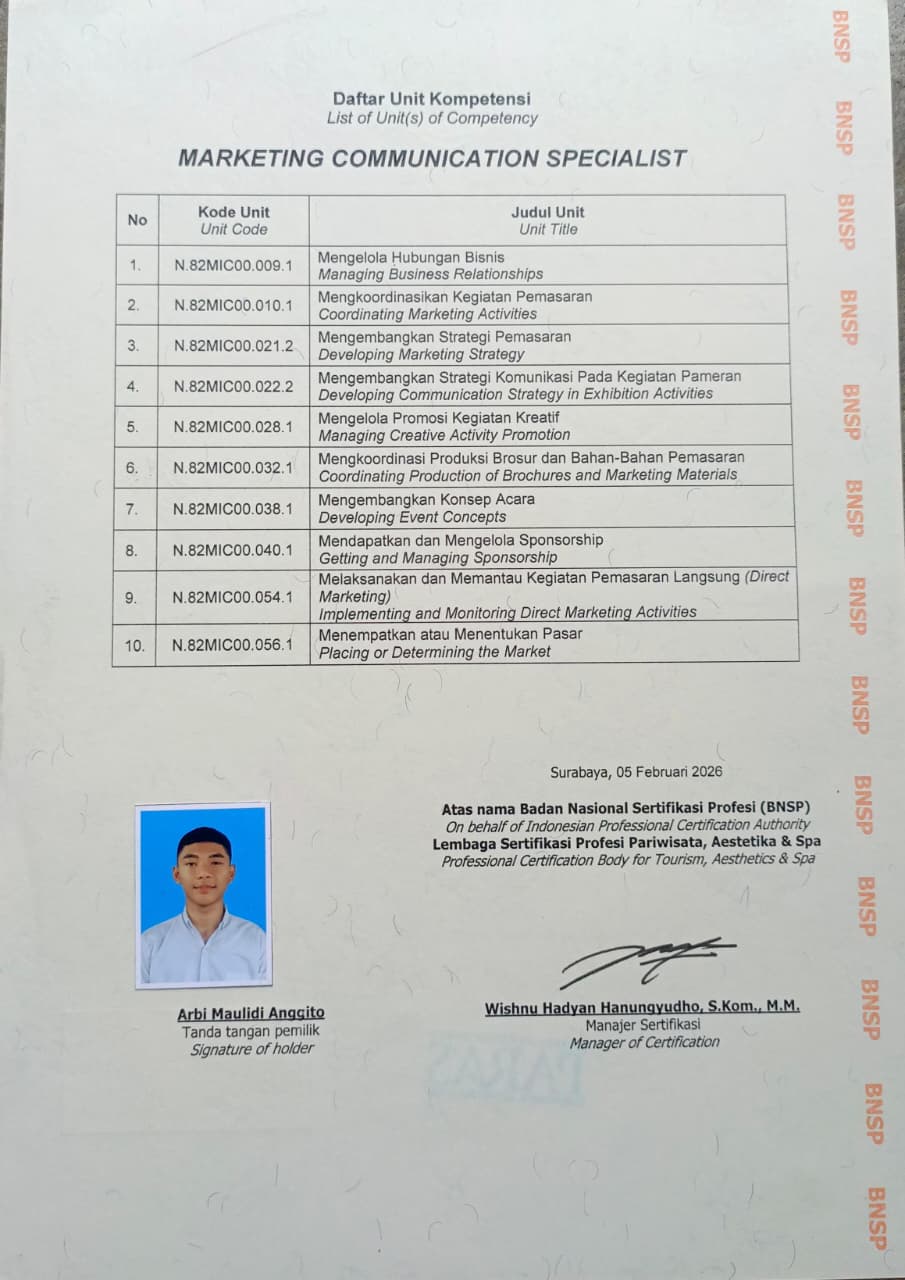 Daftar Unit Kompetensi
List of Unit(s) of Competency
MARKETING COMMUNICATION SPECIALIST
No
Kode Unit
Unit Code
Judul Unit
Unit Title
1. N.82MIC00.009.1 Mengelola Hubungan Bisnis
Managing Business Relationships
2. N.82MIC00.010.1 Mengkoordinasikan Kegiatan Pemasaran
Coordinating Marketing Activities
3. N.82MIC00.021.2 Mengembangkan Strategi Pemasaran
Developing Marketing Strategy
4. N.82MIC00.022.2 Mengembangkan Strategi Komunikasi Pada Kegiatan Pameran
Developing Communication Strategy in Exhibition Activities
5. N.82MIC00.028.1 Mengelola Promosi Kegiatan Kreatif
Managing Creative Activity Promotion
6. N.82MIC00.032.1 Mengkoordinasi Produksi Brosur dan Bahan-Bahan Pemasaran
Coordinating Production of Brochures and Marketing Materials
7. N.82MIC00.038.1 Mengembangkan Konsep Acara
Developing Event Concepts
8. N.82MIC00.040.1 Mendapatkan dan Mengelola Sponsorship
Getting and Managing Sponsorship
9. N.82MIC00.054.1 Melaksanakan dan Memantau Kegiatan Pemasaran Langsung (Direct
Marketing)
Implementing and Monitoring Direct Marketing Activities
10. N.82MIC00.056.1 Menempatkan atau Menentukan Pasar
Placing or Determining the Market
Surabaya, 05 Februari 2026
Atas nama Badan Nasional Sertifikasi Profesi (BNSP)
On behalf of Indonesian Professional Certification Authority
Lembaga Sertifikasi Profesi Pariwisata, Aestetika & Spa
Professional Certification Body for Tourism, Aesthetics & Spa
Arbi Maulidi Anggito
Tanda tangan pemilik
Signature of holder
Wishnu Hadyan Hanungyudho, S.Kom., M.M.
Manajer Sertifikasi
Manager of Certification
BNSP
BNSP
BNSP
BNSP
BNSP
BNSP
BNSP
BNSP
BNSP
BNSP
BNSP
BNSP
BNSP